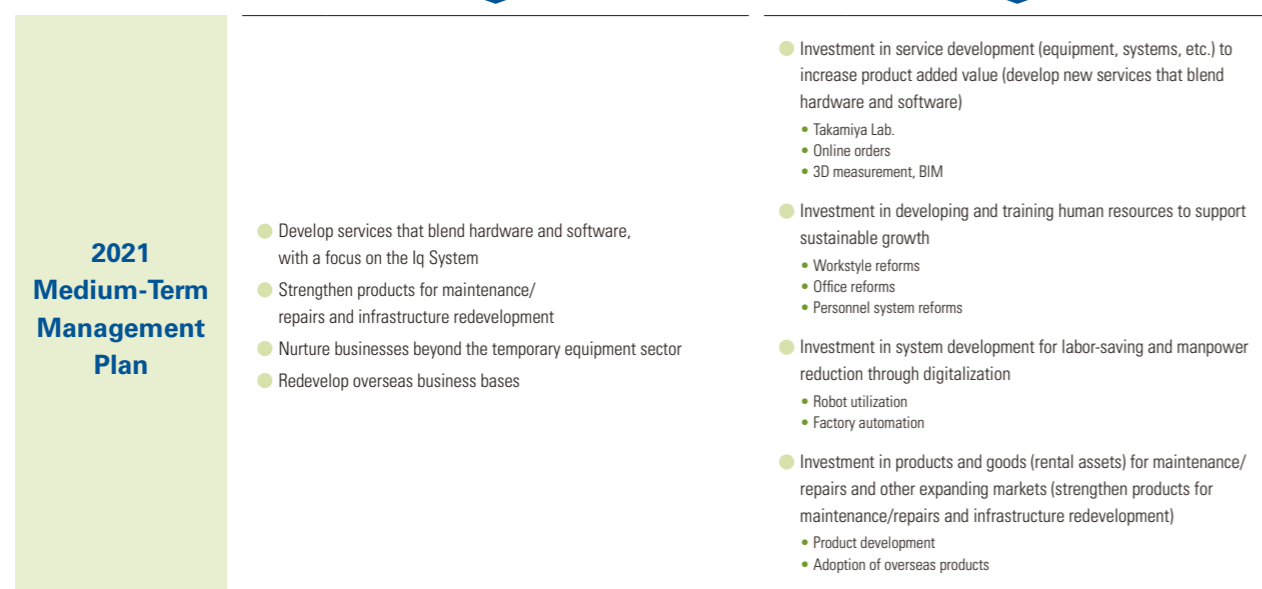 2021
Medium-Term
Management
Plan
Develop services that blend hardware and software,
with a focus on the Iq System
Strengthen products for maintenance/
repairs and infrastructure redevelopment
Nurture businesses beyond the temporary equipment sector
Redevelop overseas business bases
Investment in service development (equipment, systems, etc.) to
increase product added value (develop new services that blend
hardware and software)
• Takamiya Lab.
• Online orders
• 3D measurement, BIM
Investment in developing and training human resources to support
sustainable growth
• Workstyle reforms
• Office reforms
• Personnel system reforms
Investment in system development for labor-saving and manpower
reduction through digitalization
• Robot utilization
• Factory automation
Investment in products and goods (rental assets) for maintenance/
repairs and other expanding markets (strengthen products for
maintenance/repairs and infrastructure redevelopment)
• Product development
• Adoption of overseas products